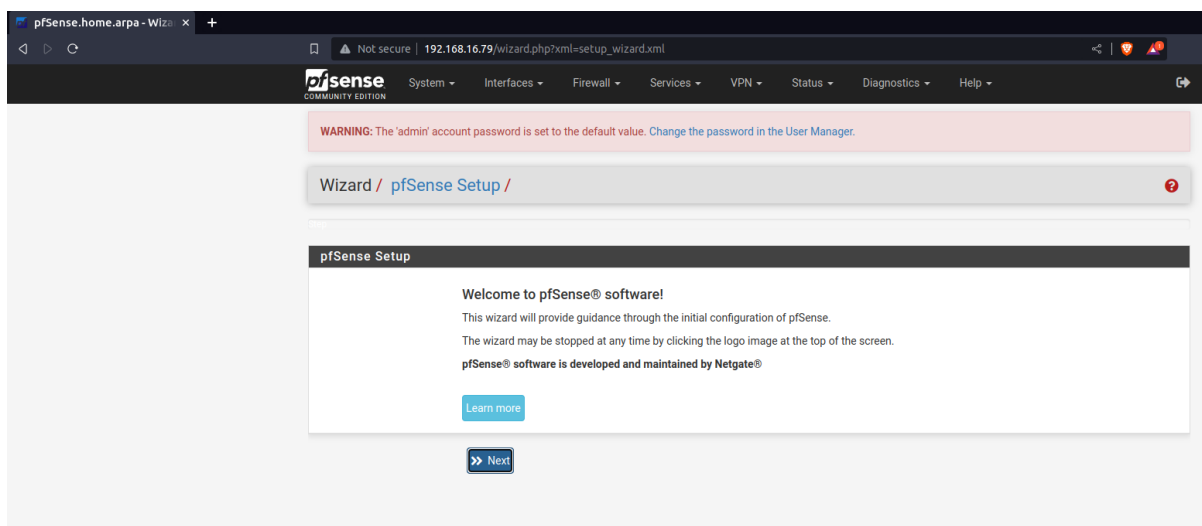 pfSense.home.arpa - Wiza
Not secure | 192.168.16.79/wizard.php?xml=setup_wizard.xml
pfsense
COMMUNITY EDITION
System Interfaces Firewall Services VPN Status Diagnostics Help
WARNING: The 'admin' account password is set to the default value. Change the password in the User Manager.
Wizard / pfSense Setup /
pfSense Setup
Welcome to pfSense® software!
This wizard will provide guidance through the initial configuration of pfSense.
The wizard may be stopped at any time by clicking the logo image at the top of the screen.
pfSense® software is developed and maintained by Netgate®
Learn more
Next